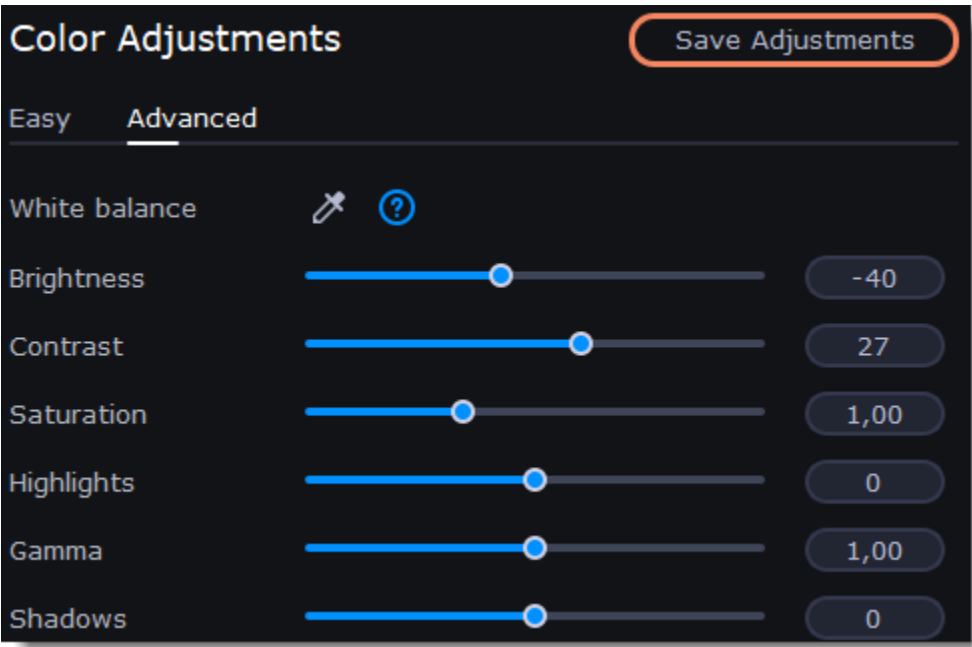 Color Adjustments Save Adjustments
Easy Advanced
White balance ?
Brightness -40
Contrast 27
Saturation 1,00
Highlights 0
Gamma 1,00
Shadows 0